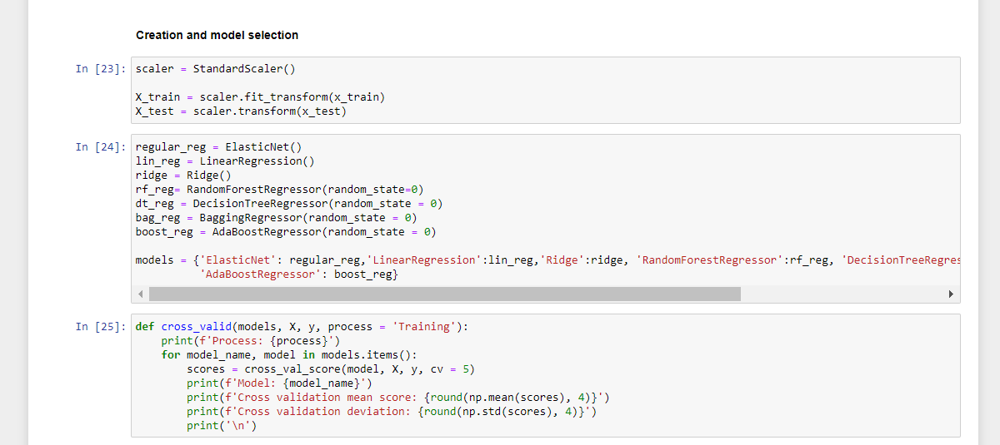 Creation and model selection
In [23]: scaler = StandardScaler()
X_train = scaler.fit_transform(x_train)
X_test = scaler.transform(x_test)
In [24]: regular_reg = ElasticNet()
lin_reg = LinearRegression()
ridge = Ridge()
rf_reg= RandomForestRegressor(random_state=0)
dt_reg = DecisionTreeRegressor(random_state = 0)
bag_reg = BaggingRegressor(random_state = 0)
boost_reg = AdaBoostRegressor(random_state = 0)
models = {'ElasticNet': regular_reg,'LinearRegression':lin_reg,'Ridge':ridge, 'RandomForestRegressor':rf_reg, 'DecisionTreeRegres
'AdaBoostRegressor': boost_reg}
In [25]: def cross_valid(models, X, y, process = 'Training'):
print(f'Process: {process}')
for model_name, model in models.items():
scores = cross_val_score(model, X, y, cv = 5)
print(f'Model: {model_name}')
print(f'Cross validation mean score: {round(np.mean(scores), 4)}')
print(f'Cross validation deviation: {round(np.std(scores), 4)}')
print('\n')